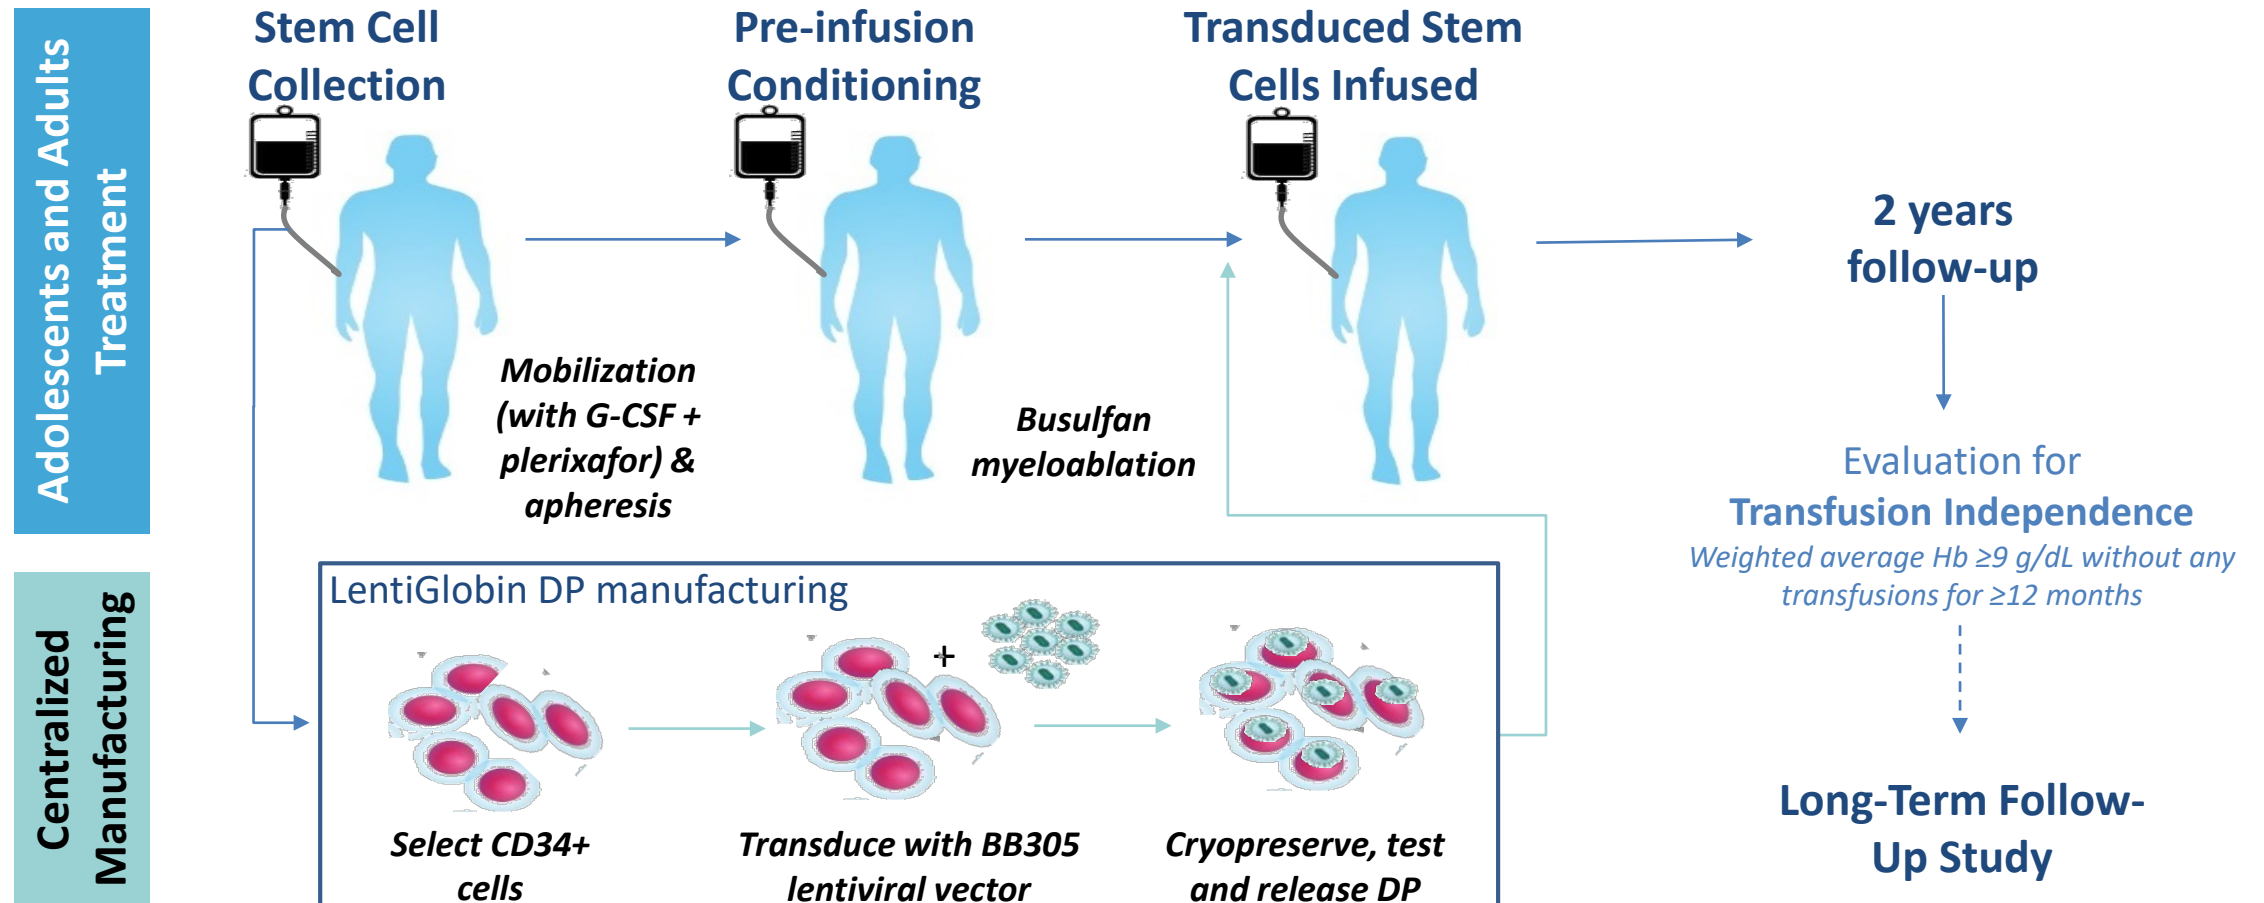 Adolescents and Adults
Treatment
Stem Cell
Collection
Pre-infusion
Conditioning
Transduced Stem
Cells Infused
Mobilization
(with G-CSF +
plerixafor) &
apheresis
Busulfan
myeloablation
2 years
follow-up
Evaluation for
Transfusion Independence
Weighted average Hb ≥9 g/dL without any
transfusions for ≥12 months
Long-Term Follow-
Up Study
Centralized
Manufacturing
LentiGlobin DP manufacturing
+
Select CD34+
cells
Transduce with BB305
lentiviral vector
Cryopreserve, test
and release DP